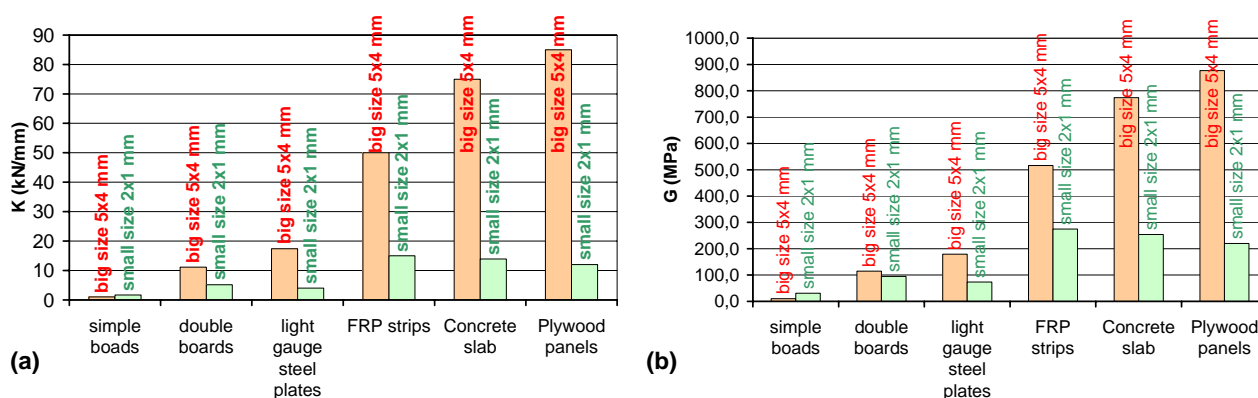 K (kN/mm)
90
80
70
60
50
40
30
20
10
0
big size 5x4 mm
small size 2x1 mm
big size 5x4 mm
small size 2x1 mm
big size 5x4 mm
small size 2x1 mm
big size 5x4 mm
small size 2x1 mm
big size 5x4 mm
small size 2x1 mm
big size 5x4 mm
small size 2x1 mm
simple
boads
double
boards
light
gauge
steel
plates
FRP strips
Concrete
slab
Plywood
panels
(a)
G (MPa)
1000,0
900,0
800,0
700,0
600,0
500,0
400,0
300,0
200,0
100,0
0,0
big size 5x4 mm
small size 2x1 mm
big size 5x4 mm
small size 2x1 mm
big size 5x4 mm
small size 2x1 mm
big size 5x4 mm
small size 2x1 mm
big size 5x4 mm
small size 2x1 mm
big size 5x4 mm
small size 2x1 mm
simple
boads
double
boards
light
gauge
steel
plates
FRP
strips
Concrete
slab
Plywood
panels
(b)